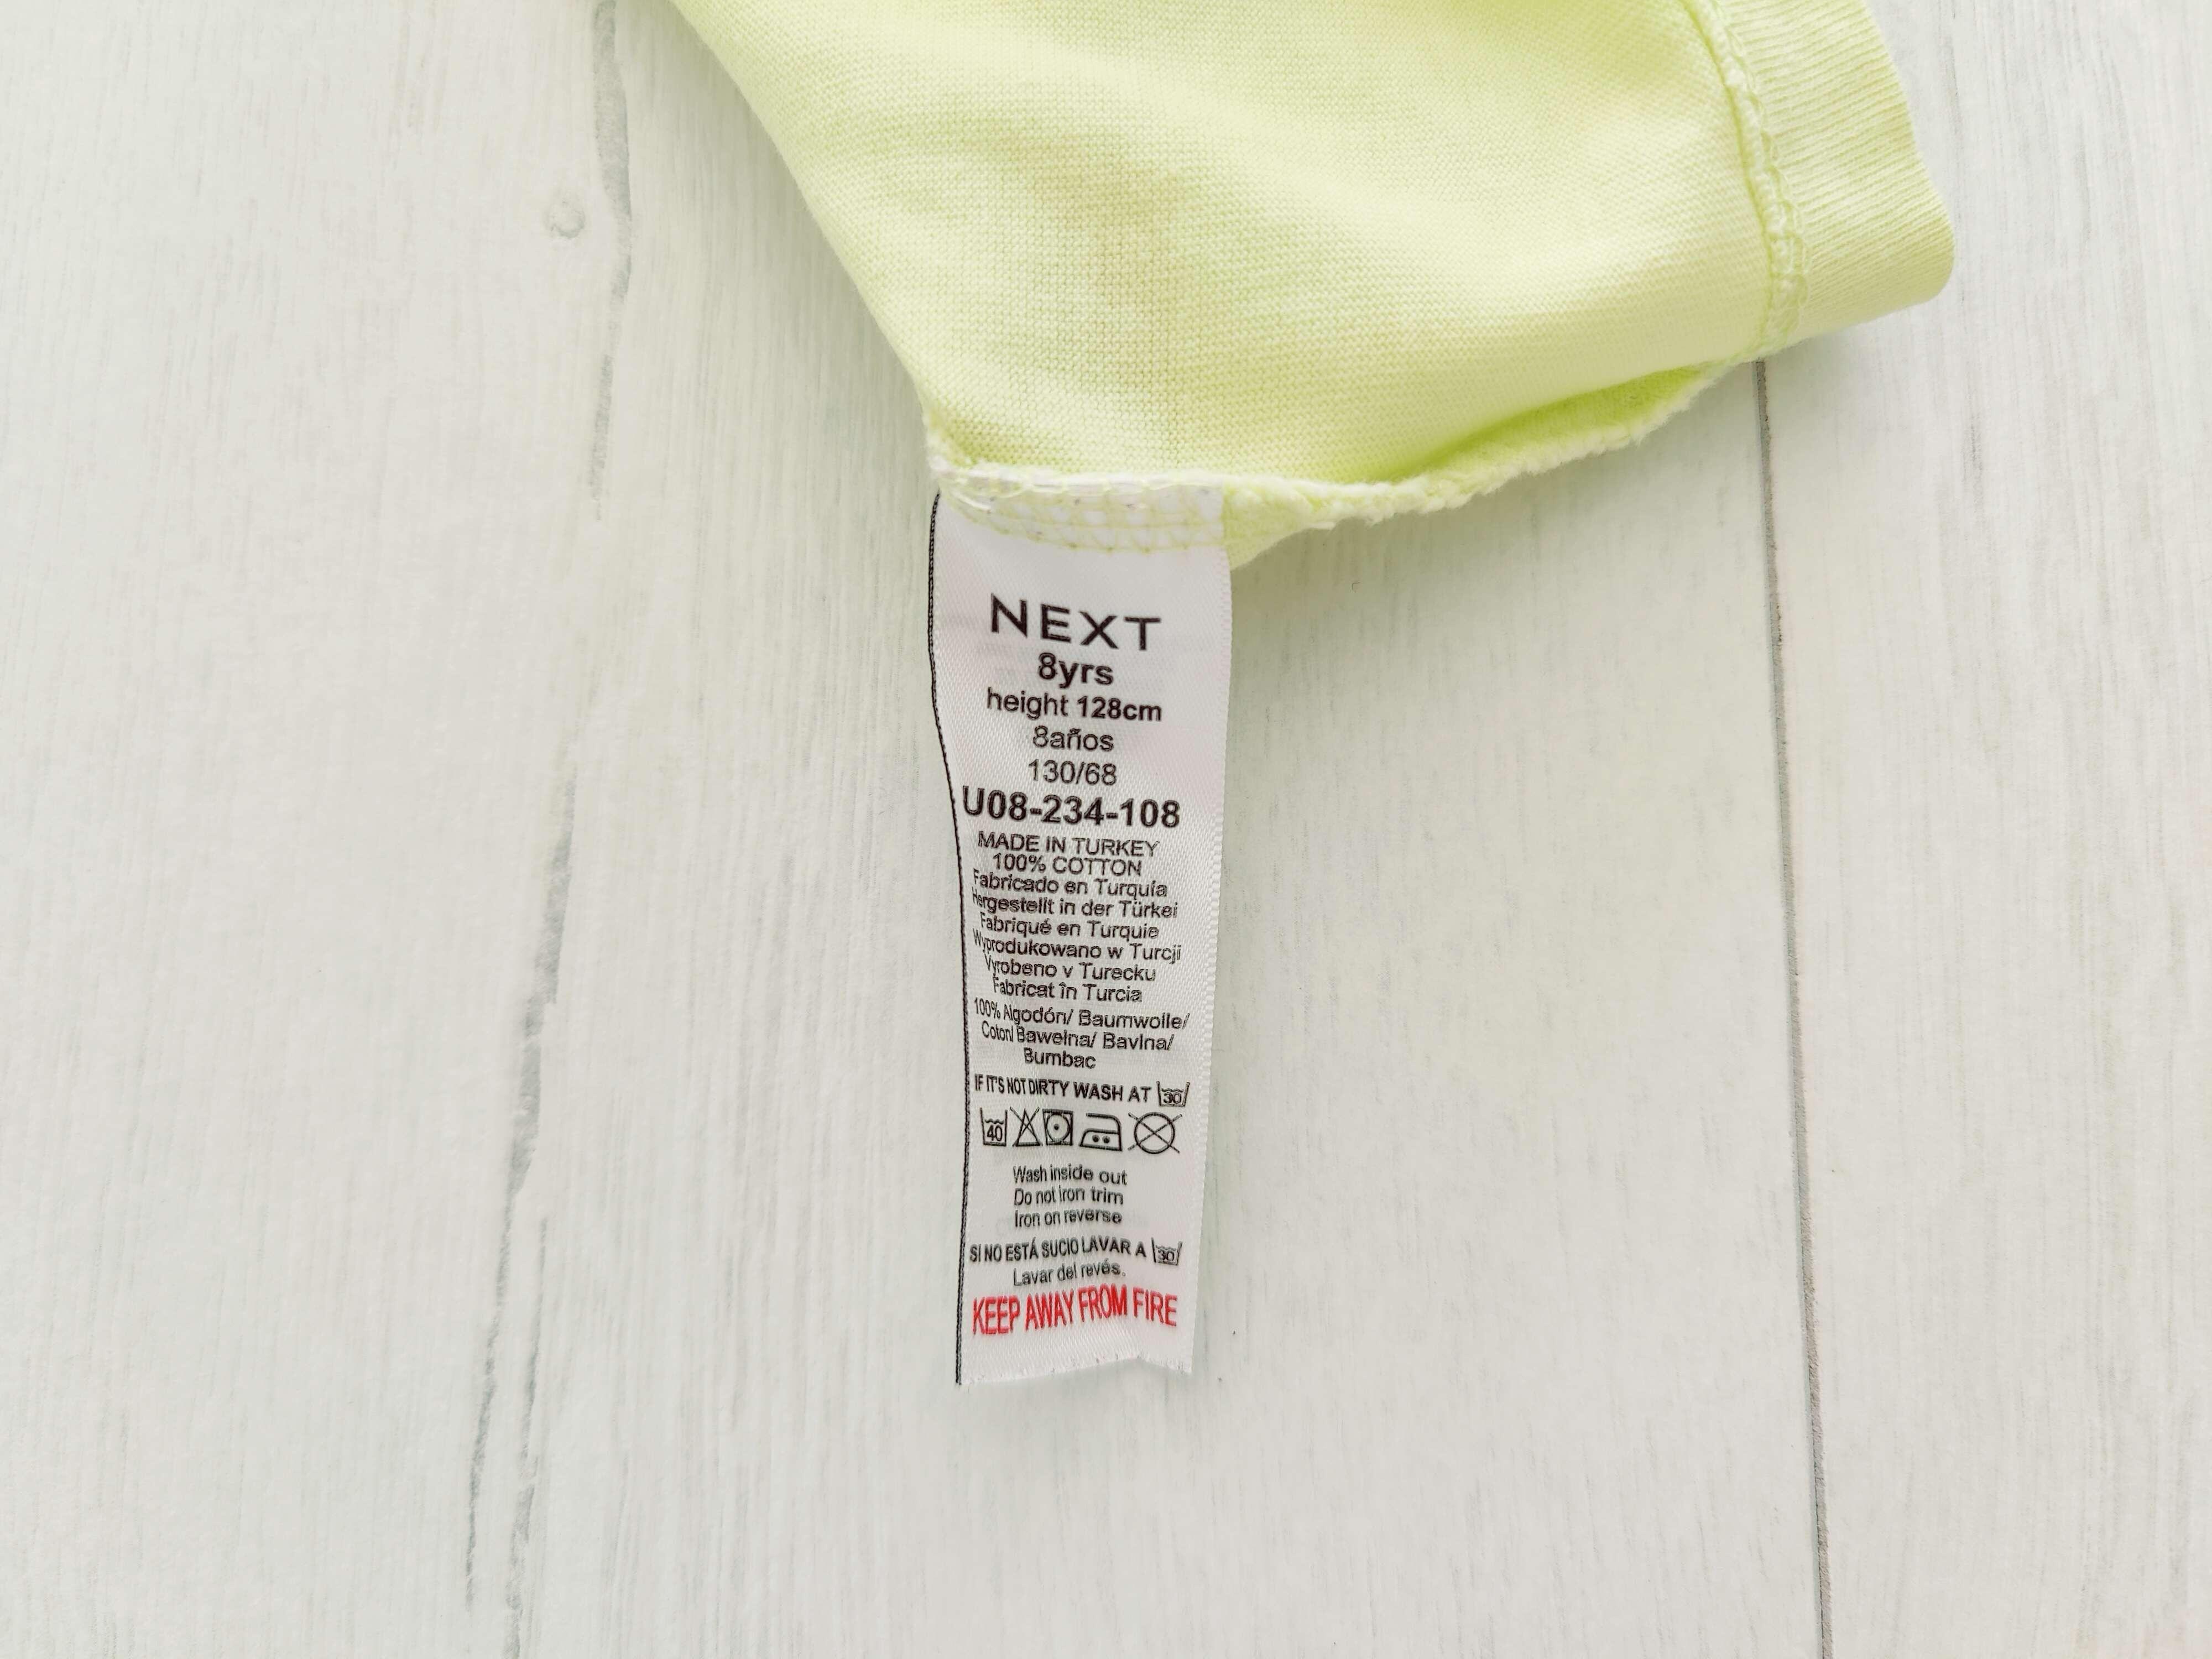 NEXT
8yrs
height 128cm
8años
130/68
U08-234-108
MADE IN TURKEY
100% COTTON
Fabricado en Turquía
Hergestellt in der Türkei
Fabriqué en Turquie
Wyprodukowano w Turcji
Vyrobeno v Turecku
Fabricat în Turcia
100% Algodón/ Baumwolle/
Coton/ Bawełna/ Bavlna/
Bumbac
IF IT'S NOT DIRTY WASH AT 30
40
Wash inside out
Do not iron trim
Iron on reverse
SI NO ESTÁ SUCIO LAVAR A 30
Lavar del revés.
KEEP AWAY FROM FIRE